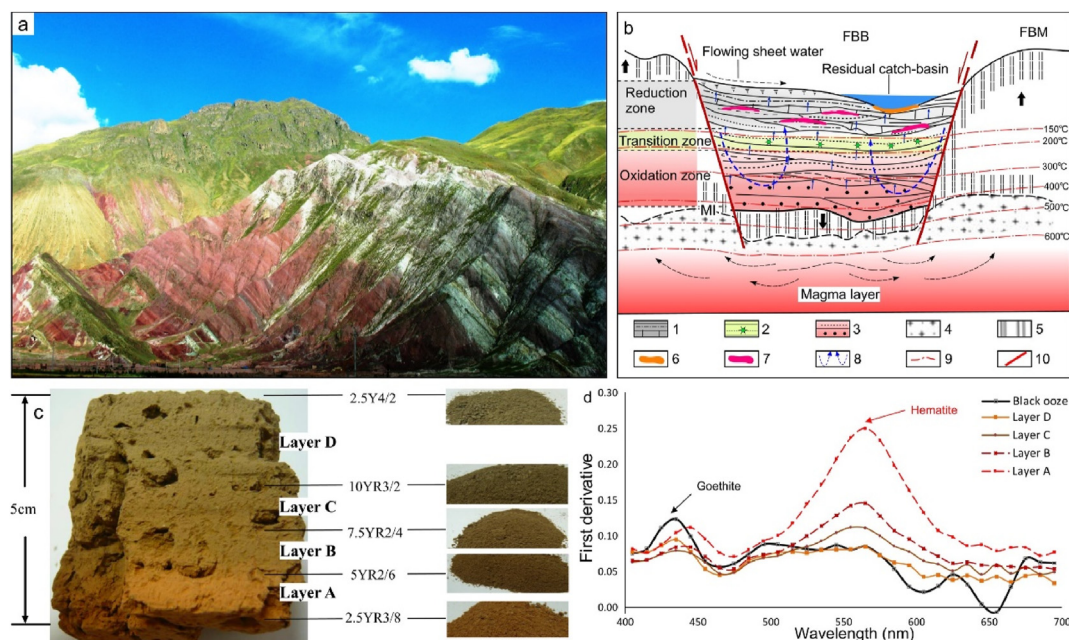 a
b
FBB
FBM
Flowing sheet water
Residual catch-basin
Reduction
zone
150℃
Transition zone
200℃
300℃
Oxidation zone
400℃
MI
500℃
600℃
Magma layer
1
2
3
4
5
6
7
8
9
10
c
2.5Y4/2
Layer D
10YR3/2
5cm
Layer C
7.5YR2/4
Layer B
5YR2/6
Layer A
2.5YR3/8
d
0.30
0.25
0.20
0.15
0.10
0.05
0.00
First derivative
Hematite
Goethite
Black ooze
Layer D
Layer C
Layer B
Layer A
400
450
500
550
600
650
700
Wavelength (nm)